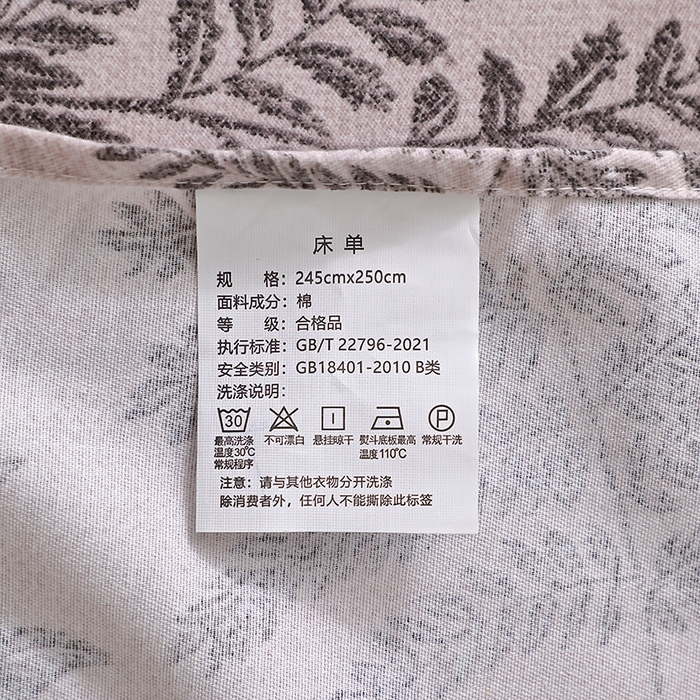 床 单
规 格：245cmx250cm
面料成分：棉
等 级：合格品
执行标准：GB/T 22796-2021
安全类别：GB18401-2010 B类
洗涤说明：
30 P
最高洗涤 不可漂白 悬挂晾干 熨斗底板最高 常规干洗
温度30℃ 温度110℃
常规程序
注意：请与其他衣物分开洗涤
除消费者外，任何人不能撕除此标签